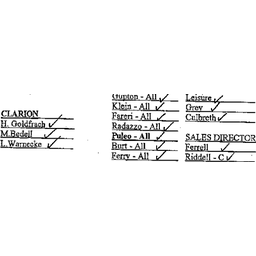 Gupton - All ✓
Klein - All ✓
Fareri - All ✓
Radazzo - All ✓
Puleo - All ✓
Burt - All ✓
Ferry - All ✓
Leisure ✓
Grey ✓
Culbreth ✓
SALES DIRECTOR
Ferrell ✓
Riddell - C ✓
CLARION
H. Goldfrach ✓
M.Bedell ✓
L.Warnecke ✓